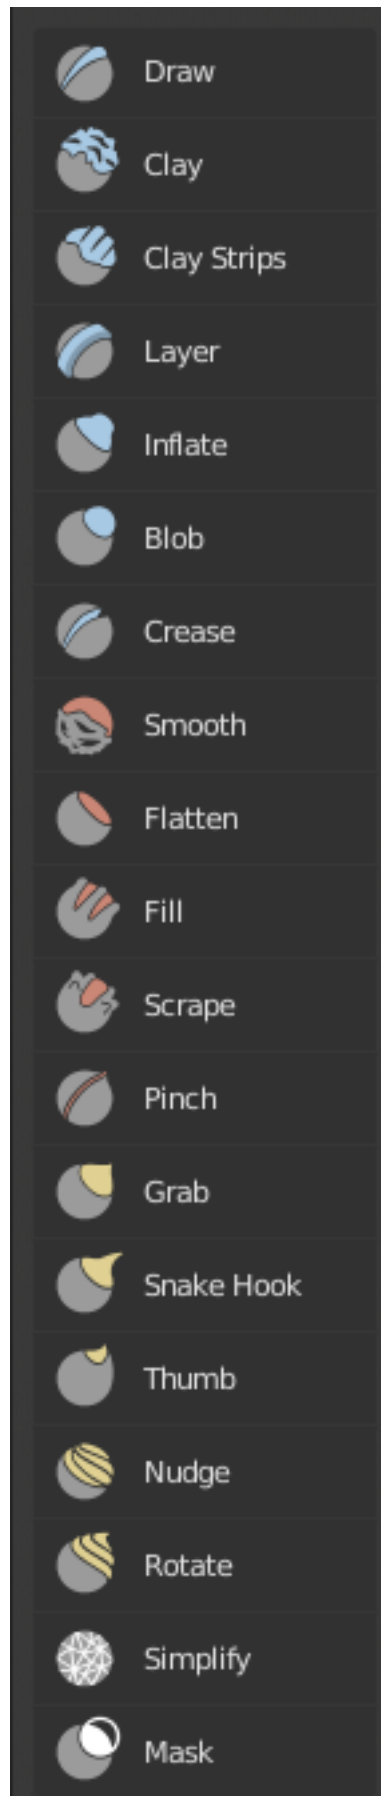 Draw
Clay
Clay Strips
Layer
Inflate
Blob
Crease
Smooth
Flatten
Fill
Scrape
Pinch
Grab
Snake Hook
Thumb
Nudge
Rotate
Simplify
Mask